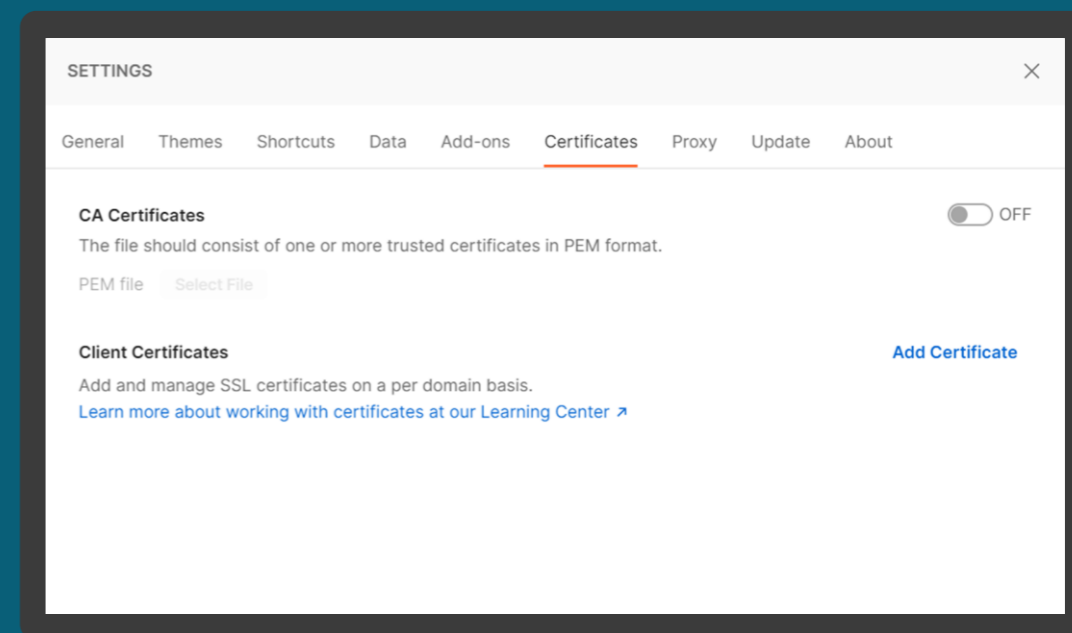 SETTINGS
General Themes Shortcuts Data Add-ons Certificates Proxy Update About
CA Certificates OFF
The file should consist of one or more trusted certificates in PEM format.
PEM file Select File
Client Certificates Add Certificate
Add and manage SSL certificates on a per domain basis.
Learn more about working with certificates at our Learning Center ↗